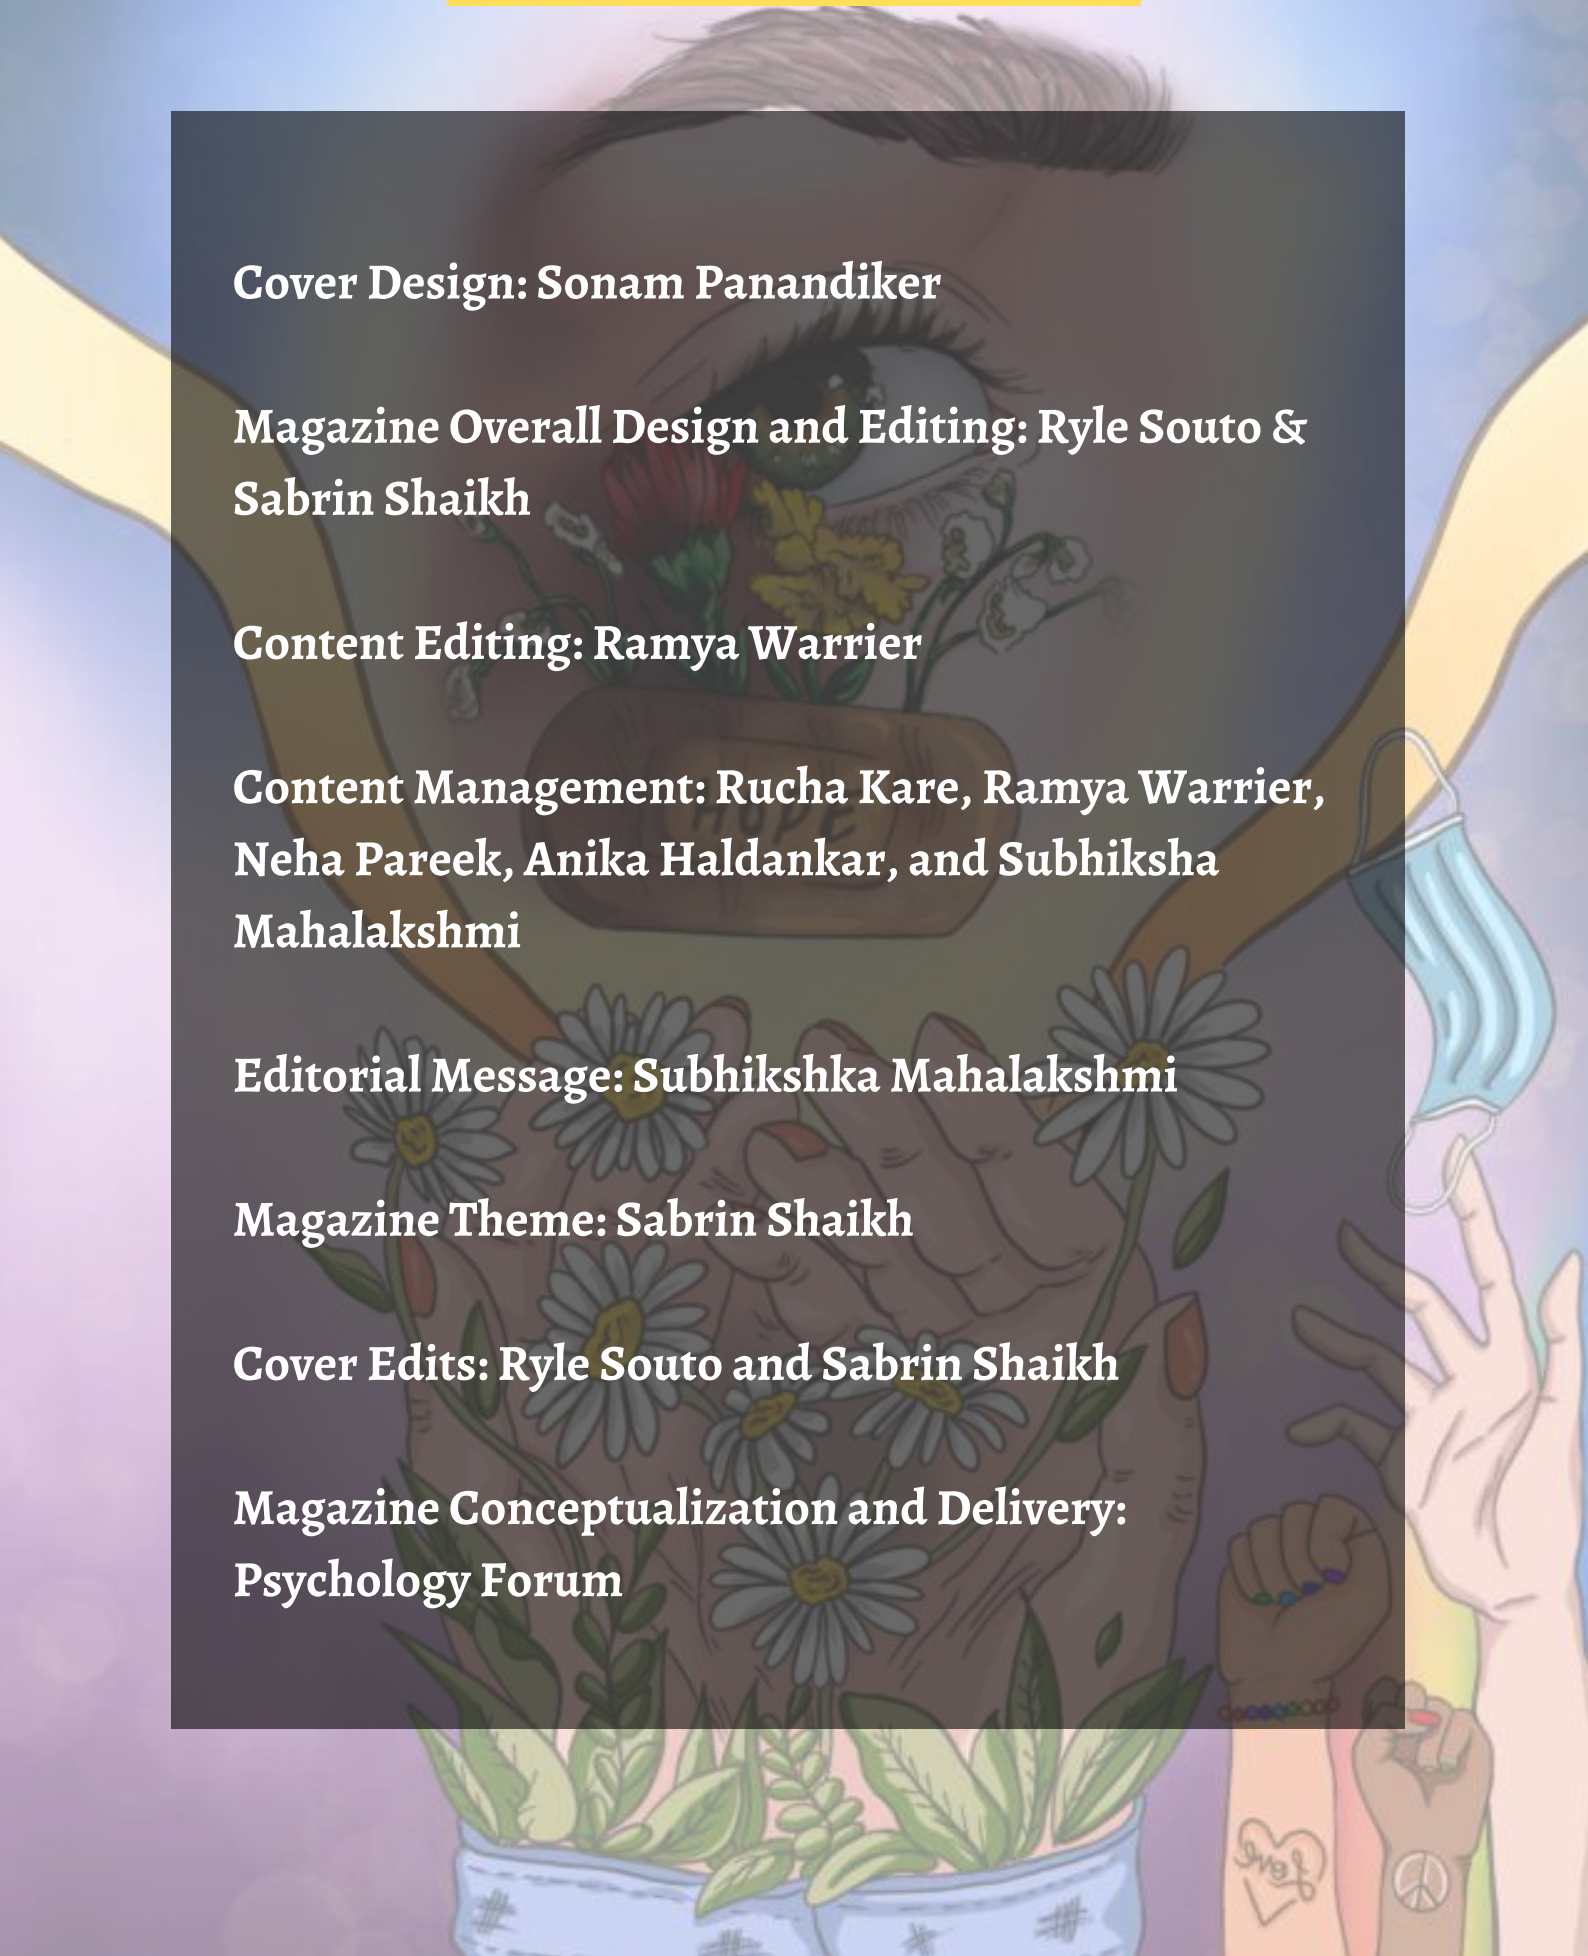 Cover Design: Sonam Panandiker
Magazine Overall Design and Editing: Ryle Souto &
Sabrin Shaikh
Content Editing: Ramya Warrier
Content Management: Rucha Kare, Ramya Warrier,
HOPE
Neha Pareek, Anika Haldankar, and Subhiksha
Mahalakshmi
Editorial Message: Subhikshka Mahalakshmi
Magazine Theme: Sabrin Shaikh
Cover Edits: Ryle Souto and Sabrin Shaikh
Magazine Conceptualization and Delivery:
Psychology Forum
Love